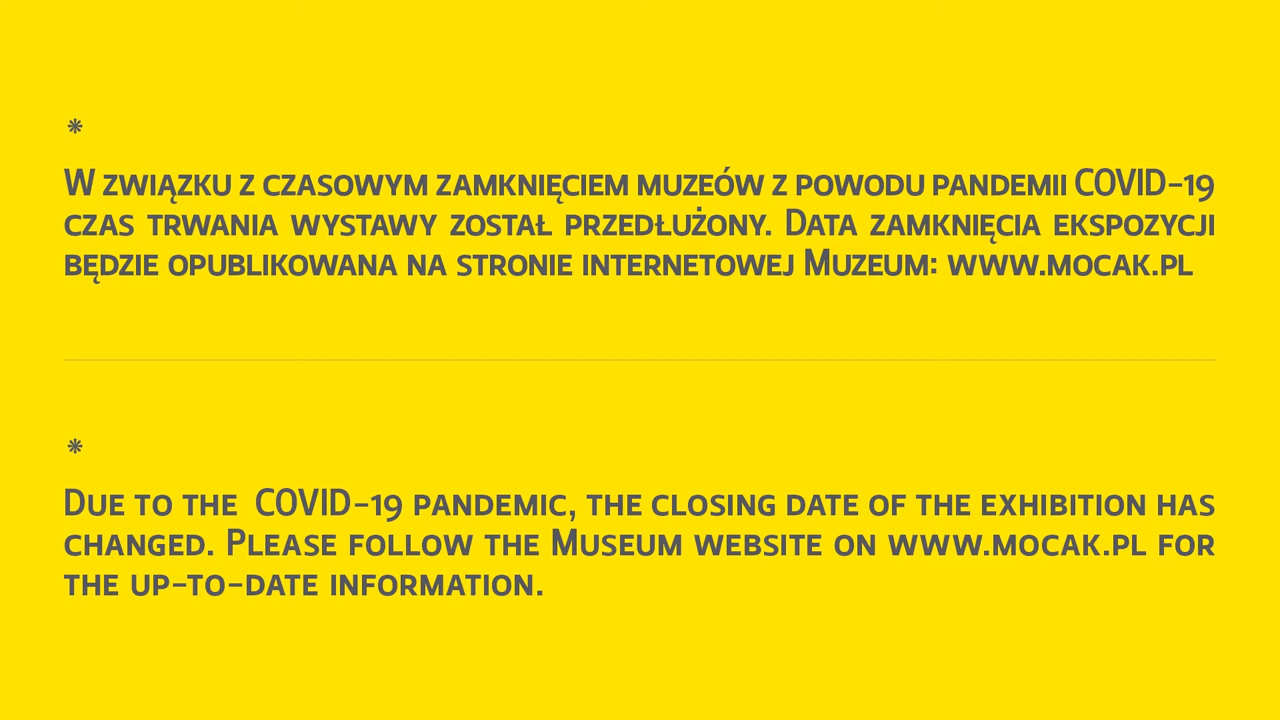 *
W związku z czasowym zamknięciem muzeów z powodu pandemii COVID-19
czas trwania wystawy został przedłużony. Data zamknięcia ekspozycji
będzie opublikowana na stronie internetowej Muzeum: www.mocak.pl
*
Due to the COVID-19 pandemic, the closing date of the exhibition has
changed. Please follow the Museum website on www.mocak.pl for
the up-to-date information.